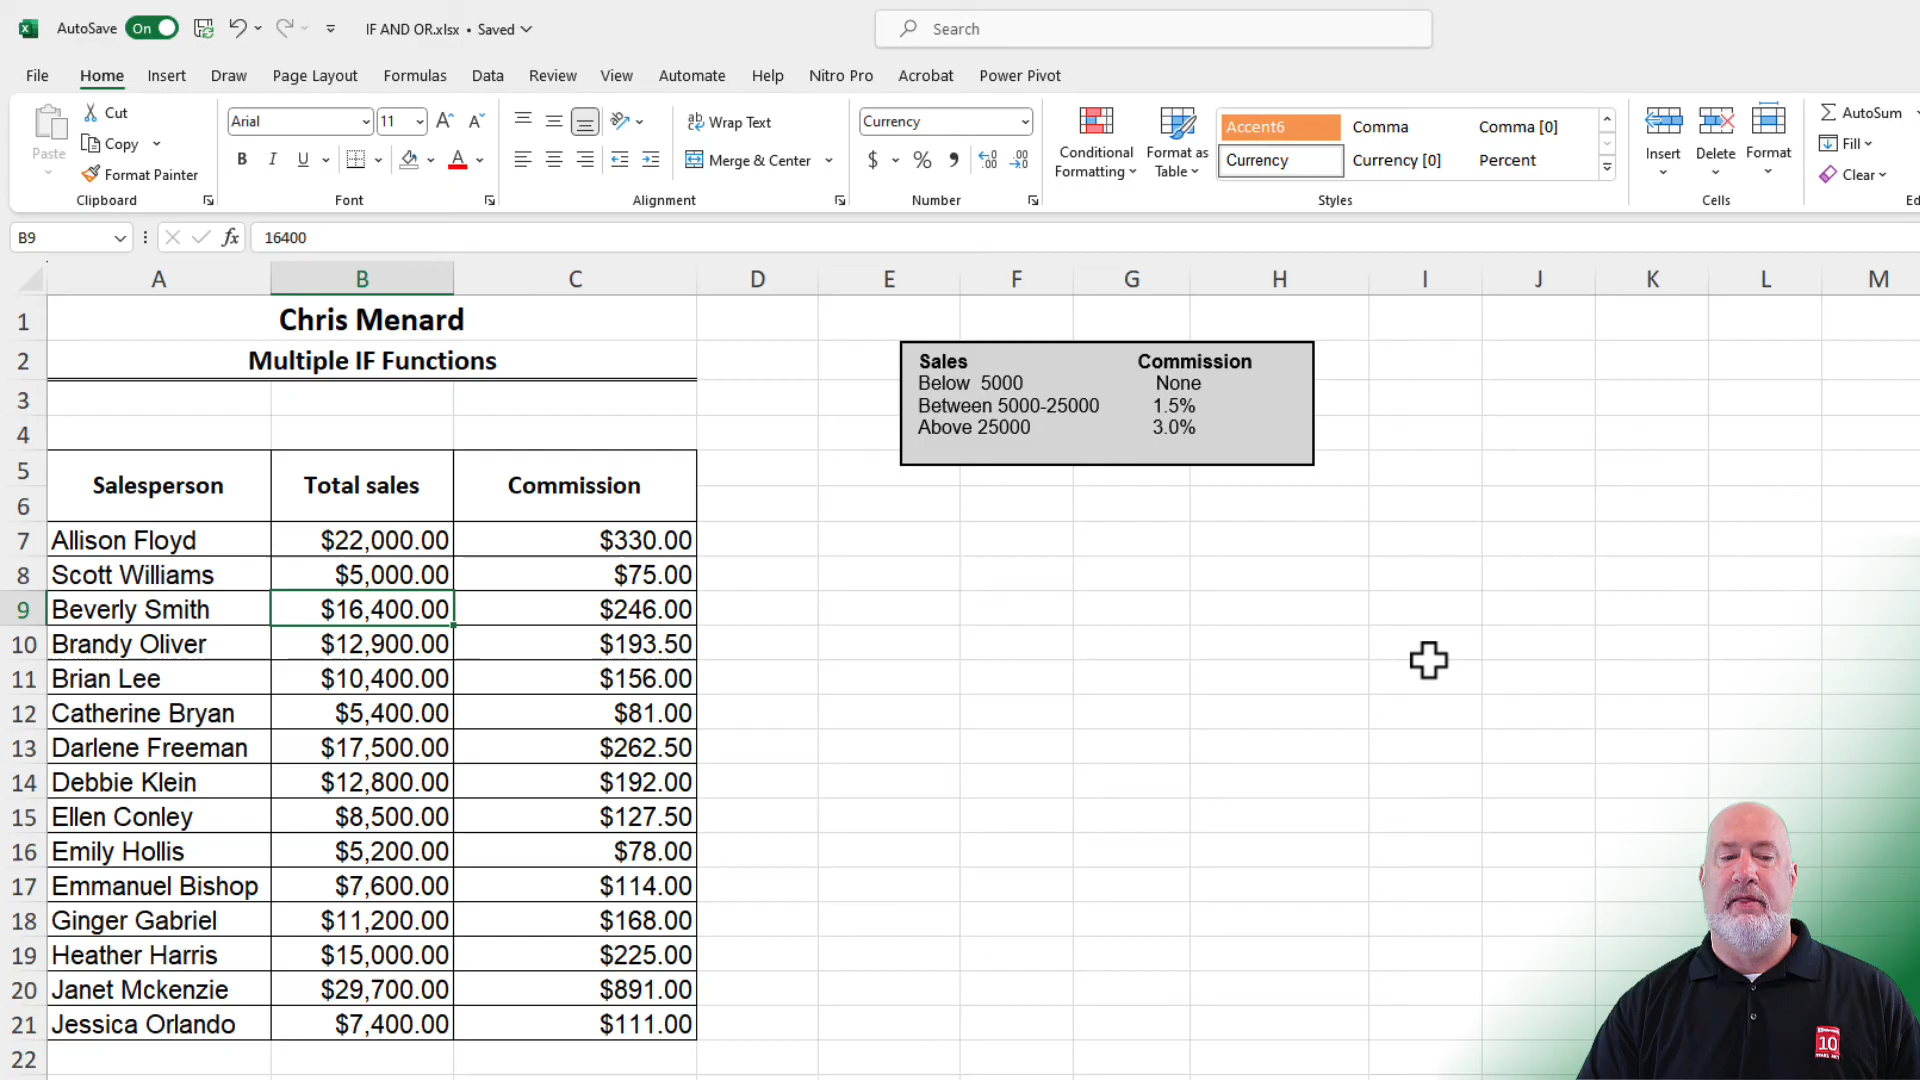 AutoSave On IF AND OR.xlsx • Saved Search
File Home Insert Draw Page Layout Formulas Data Review View Automate Help Nitro Pro Acrobat Power Pivot
Paste
Cut
Copy
Format Painter
Clipboard
Arial 11
B I U
Font
Wrap Text
Merge & Center
Alignment
Currency
$ % 9
Number
Conditional Formatting
Format as Table
Accent6 Comma Comma [0]
Currency Currency [0] Percent
Styles
Insert Delete Format
Cells
AutoSum
Fill
Clear
Ed
B9 fx 16400
A B C D E F G H I J K L M
1 Chris Menard
2 Multiple IF Functions
Sales Commission
Below 5000 None
Between 5000-25000 1.5%
Above 25000 3.0%
3
4
5 Salesperson Total sales Commission
6
7 Allison Floyd $22,000.00 $330.00
8 Scott Williams $5,000.00 $75.00
9 Beverly Smith $16,400.00 $246.00
10 Brandy Oliver $12,900.00 $193.50
11 Brian Lee $10,400.00 $156.00
12 Catherine Bryan $5,400.00 $81.00
13 Darlene Freeman $17,500.00 $262.50
14 Debbie Klein $12,800.00 $192.00
15 Ellen Conley $8,500.00 $127.50
16 Emily Hollis $5,200.00 $78.00
17 Emmanuel Bishop $7,600.00 $114.00
18 Ginger Gabriel $11,200.00 $168.00
19 Heather Harris $15,000.00 $225.00
20 Janet Mckenzie $29,700.00 $891.00
21 Jessica Orlando $7,400.00 $111.00
22
10